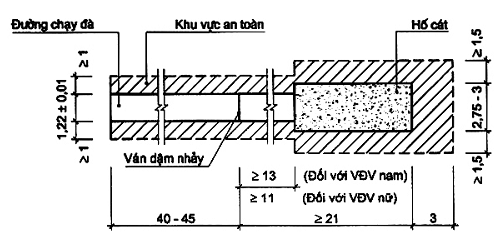 Đường chạy đà
Khu vực an toàn
Hố cát
≥ 1
1,22 ± 0,01
≥ 1
≥ 1,5
2,75 - 3
≥ 1,5
Ván dậm nhảy
≥ 13 (Đối với VĐV nam)
≥ 11 (Đối với VĐV nữ)
40 - 45
≥ 21
3